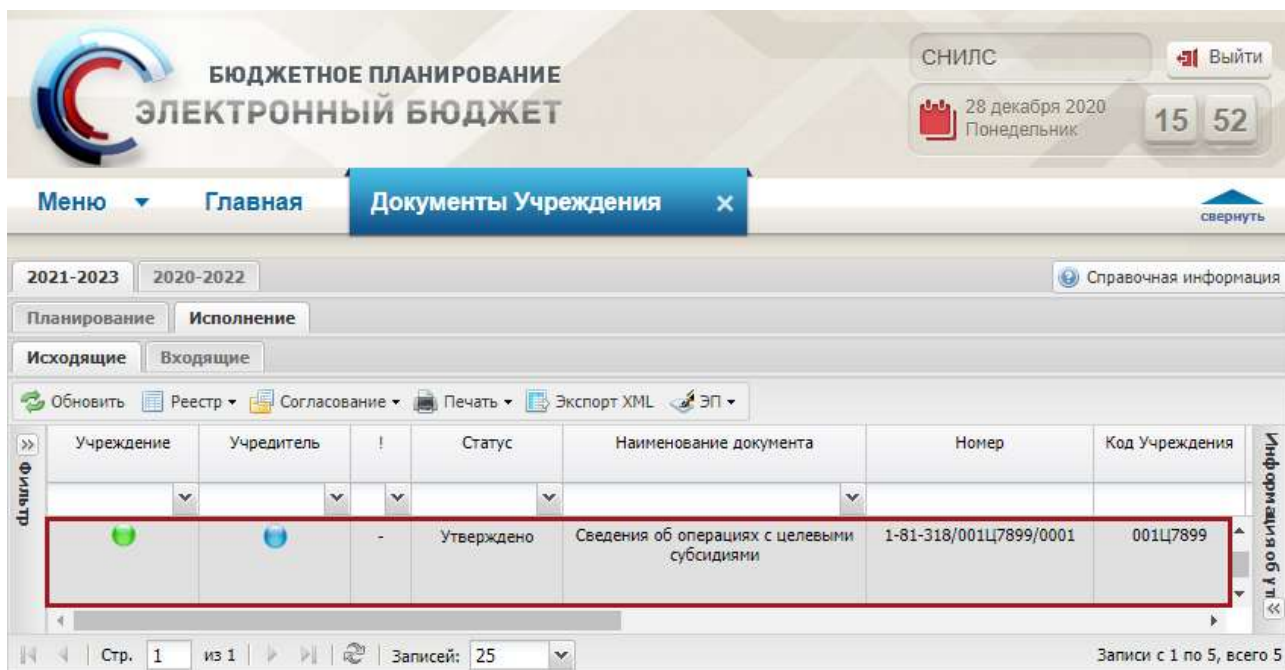 БЮДЖЕТНОЕ ПЛАНИРОВАНИЕ
ЭЛЕКТРОННЫЙ БЮДЖЕТ
СНИЛС
Выйти
28 декабря 2020
Понедельник
15 52
Меню Главная Документы Учреждения ×
свернуть
2021-2023 2020-2022 Справочная информация
Планирование Исполнение
Исходящие Входящие
Обновить Реестр Согласование Печать Экспорт XML ЭП
Учреждение Учредитель ! Статус Наименование документа Номер Код Учреждения
Фильтр
Информация об уч
- Утверждено Сведения об операциях с целевыми 1-81-318/001Ц7899/0001 001Ц7899
субсидиями
Стр. 1 из 1 Записей: 25 Записи с 1 по 5, всего 5